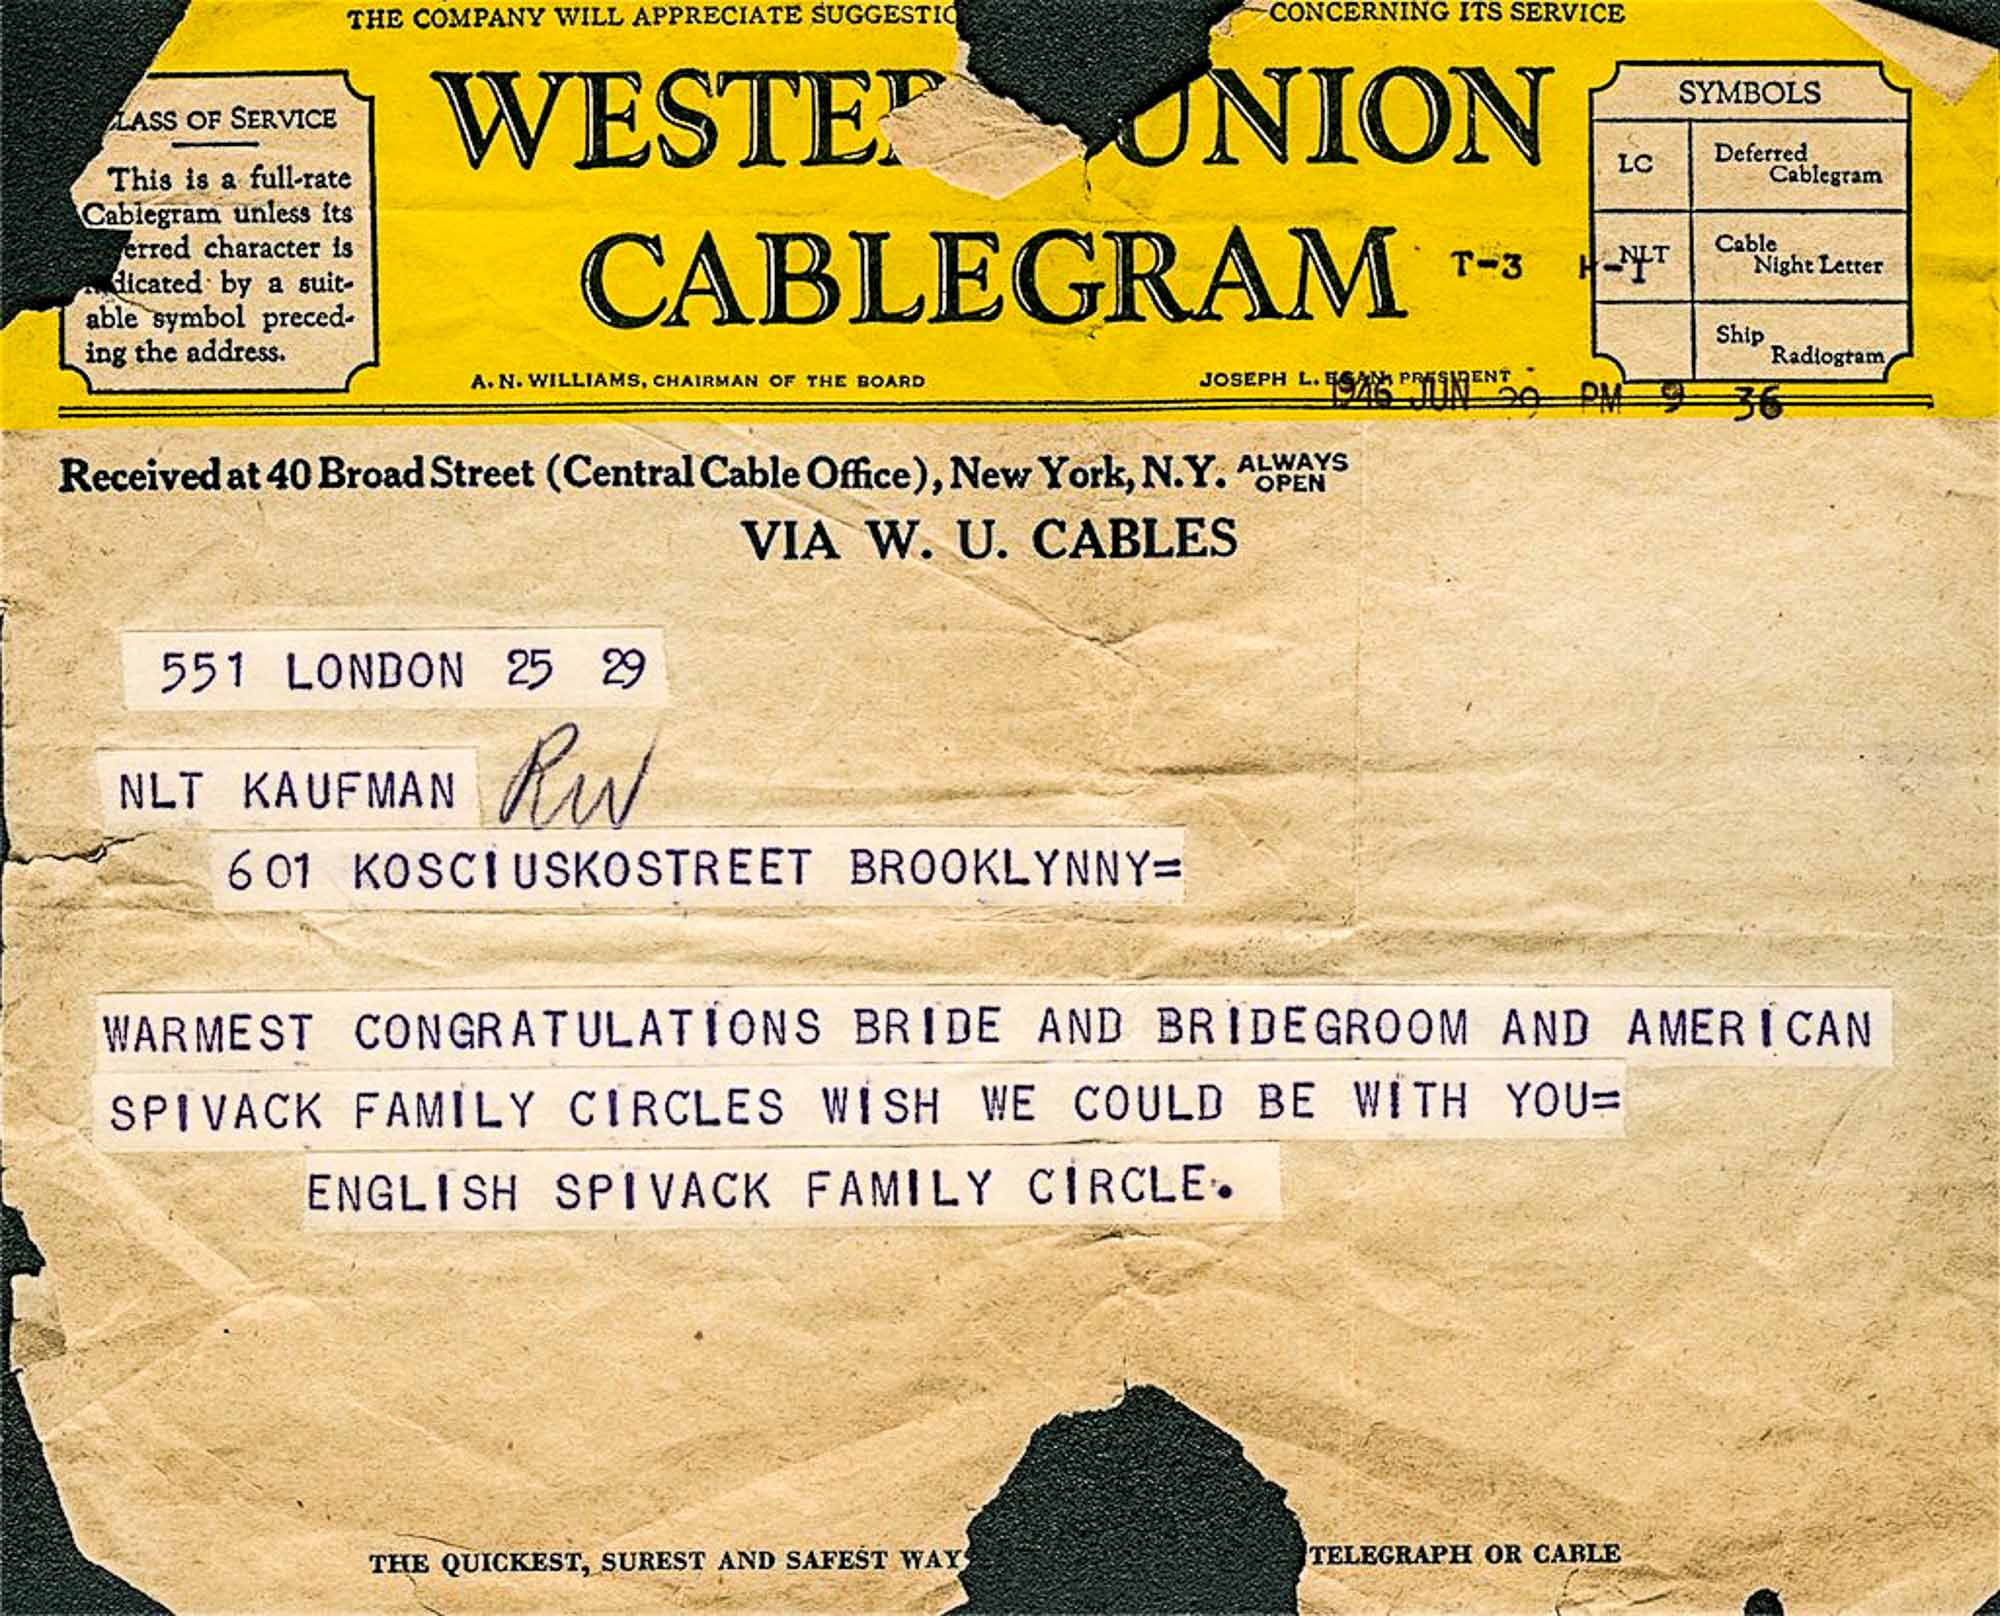 THE COMPANY WILL APPRECIATE SUGGESTIO CONCERNING ITS SERVICE
LASS OF SERVICE
This is a full-rate
Cablegram unless its
erred character is
dicated by a suit-
able symbol preced-
ing the address.
WESTER UNION
CABLEGRAM
T-3 H-I
SYMBOLS
LC Deferred Cablegram
NLT Cable Night Letter
Ship Radiogram
A. N. WILLIAMS, CHAIRMAN OF THE BOARD
JOSEPH L. EGAN, PRESIDENT
1946 JUN 29 PM 9 36
Received at 40 Broad Street (Central Cable Office), New York, N.Y. ALWAYS OPEN
VIA W. U. CABLES
551 LONDON 25 29
NLT KAUFMAN RW
601 KOSCIUSKOSTREET BROOKLYNNY=
WARMEST CONGRATULATIONS BRIDE AND BRIDEGROOM AND AMERICAN
SPIVACK FAMILY CIRCLES WISH WE COULD BE WITH YOU=
ENGLISH SPIVACK FAMILY CIRCLE.
THE QUICKEST, SUREST AND SAFEST WAY TELEGRAPH OR CABLE